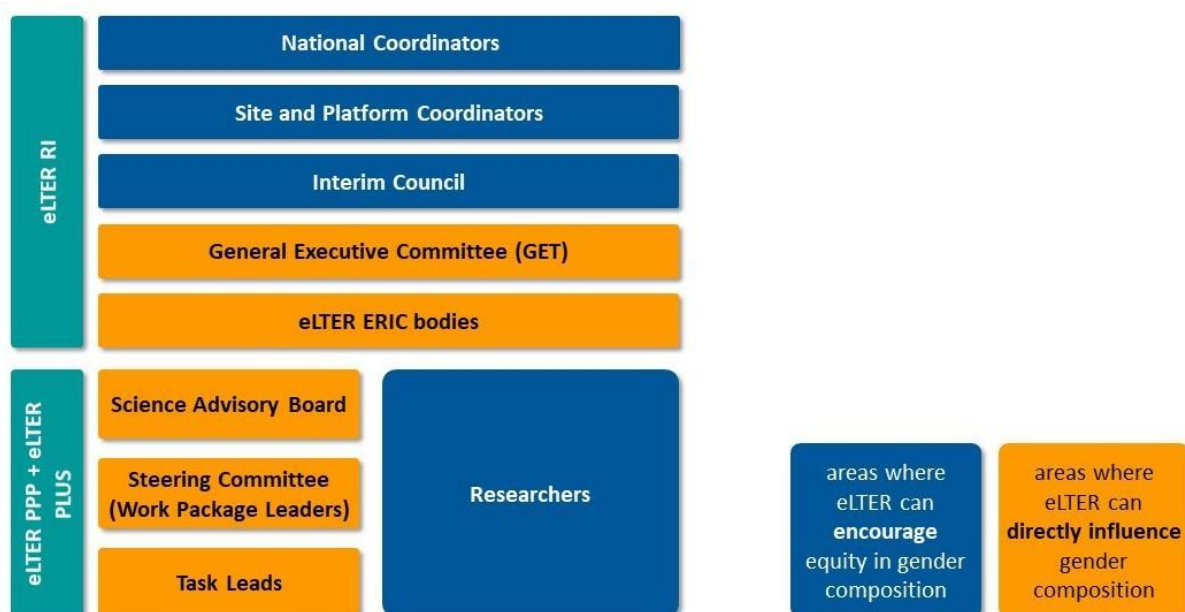 eLTER RI
National Coordinators
Site and Platform Coordinators
Interim Council
General Executive Committee (GET)
eLTER ERIC bodies
eLTER PPP + eLTER
PLUS
Science Advisory Board
Steering Committee
(Work Package Leaders)
Task Leads
Researchers
areas where
eLTER can
encourage
equity in gender
composition
areas where
eLTER can
directly influence
gender
composition